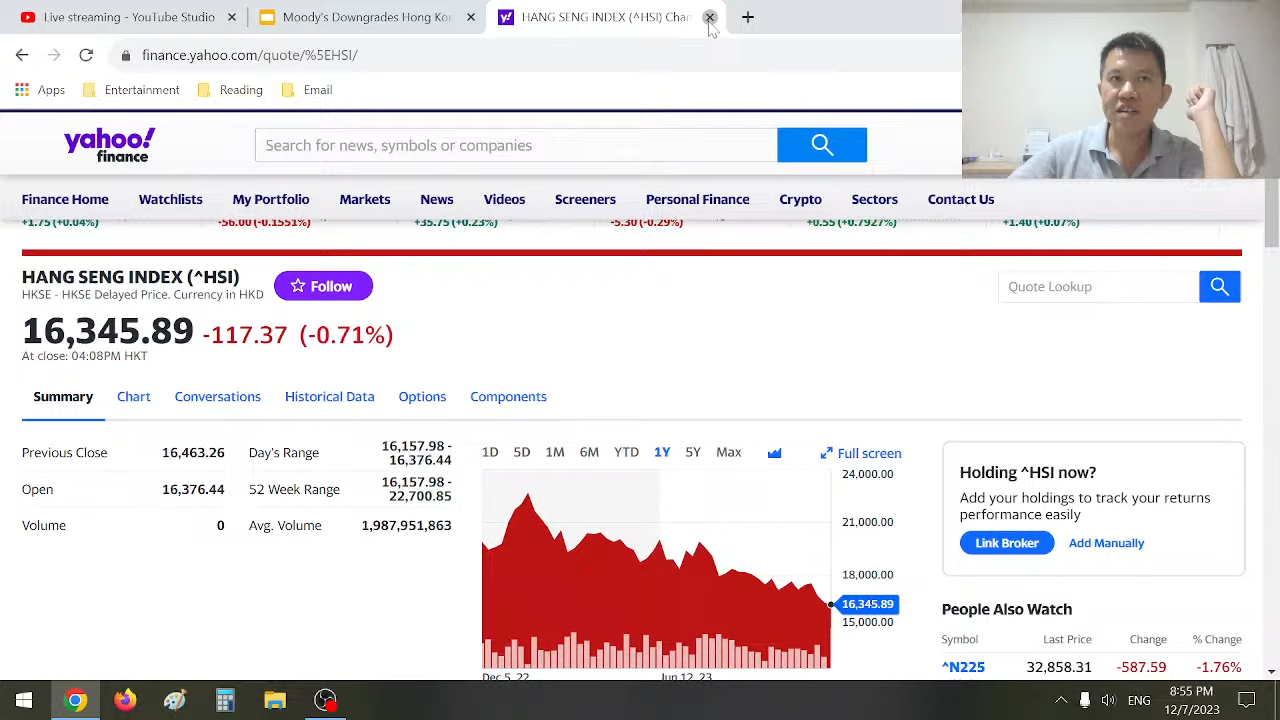 YouTube Studio
Moody's Downgrades Hong Kon
HANG SENG INDEX (^HSI) Char
finance.yahoo.com/quote/%5EHSI/
Apps
Entertainment
Reading
Email
yahoo!
finance
Search for news, symbols or companies
Finance Home
Watchlists
My Portfolio
Markets
News
Videos
Screeners
Personal Finance
Crypto
Sectors
Contact Us
+1.75 (+0.04%)
-56.00 (-0.1551%)
+35.75 (+0.23%)
-5.30 (-0.29%)
+0.55 (+0.7927%)
+1.40 (+0.07%)
HANG SENG INDEX (^HSI)
Follow
HKSE - HKSE Delayed Price. Currency in HKD
Quote Lookup
16,345.89 -117.37 (-0.71%)
At close: 04:08PM HKT
Summary
Chart
Conversations
Historical Data
Options
Components
Previous Close 16,463.26
Open 16,376.44
Volume 0
Day's Range 16,157.98 -
16,376.44
52 Week Range 16,157.98 -
22,700.85
Avg. Volume 1,987,951,863
1D 5D 1M 6M YTD 1Y 5Y Max
Full screen
24,000.00
21,000.00
18,000.00
16,345.89
15,000.00
Dec 5, 22
Jun 12, 23
Holding ^HSI now?
Add your holdings to track your returns
performance easily
Link Broker
Add Manually
People Also Watch
Symbol Last Price Change % Change
^N225 32,858.31 -587.59 -1.76%
ENG
8:55 PM
12/7/2023